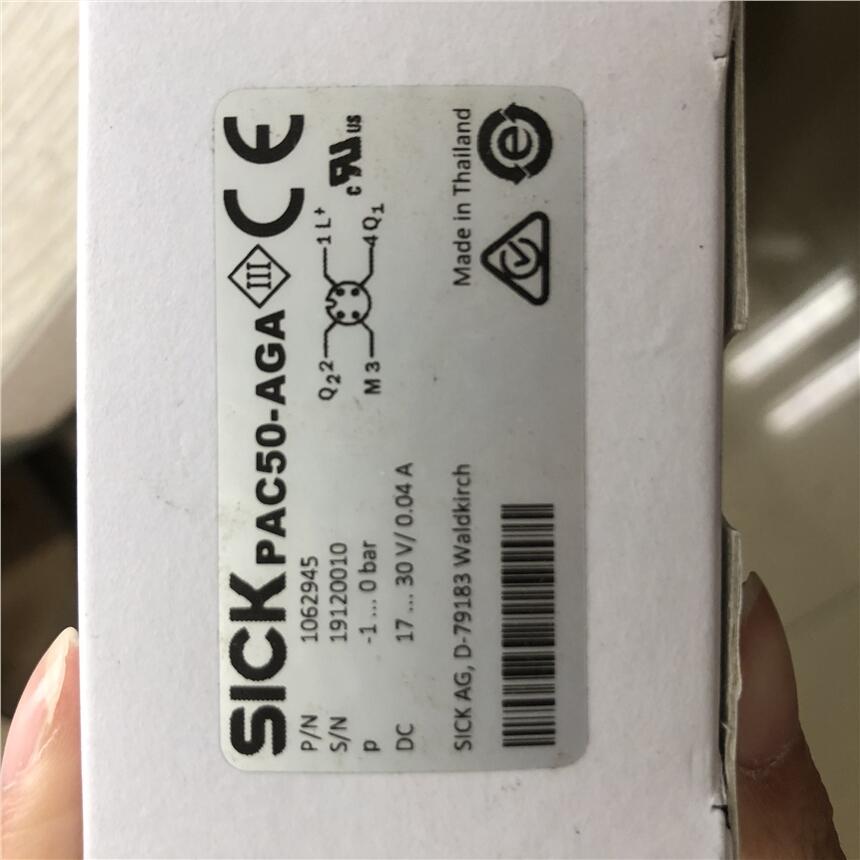 SICK PAC50-AGA III CE
P/N 1062945
S/N 19120010
p -1 ... 0 bar
DC 17 ... 30 V/ 0.04 A
Q₂ 2
1 L⁺
M 3
4 Q₁
c RU US
SICK AG, D-79183 Waldkirch
Made in Thailand
e